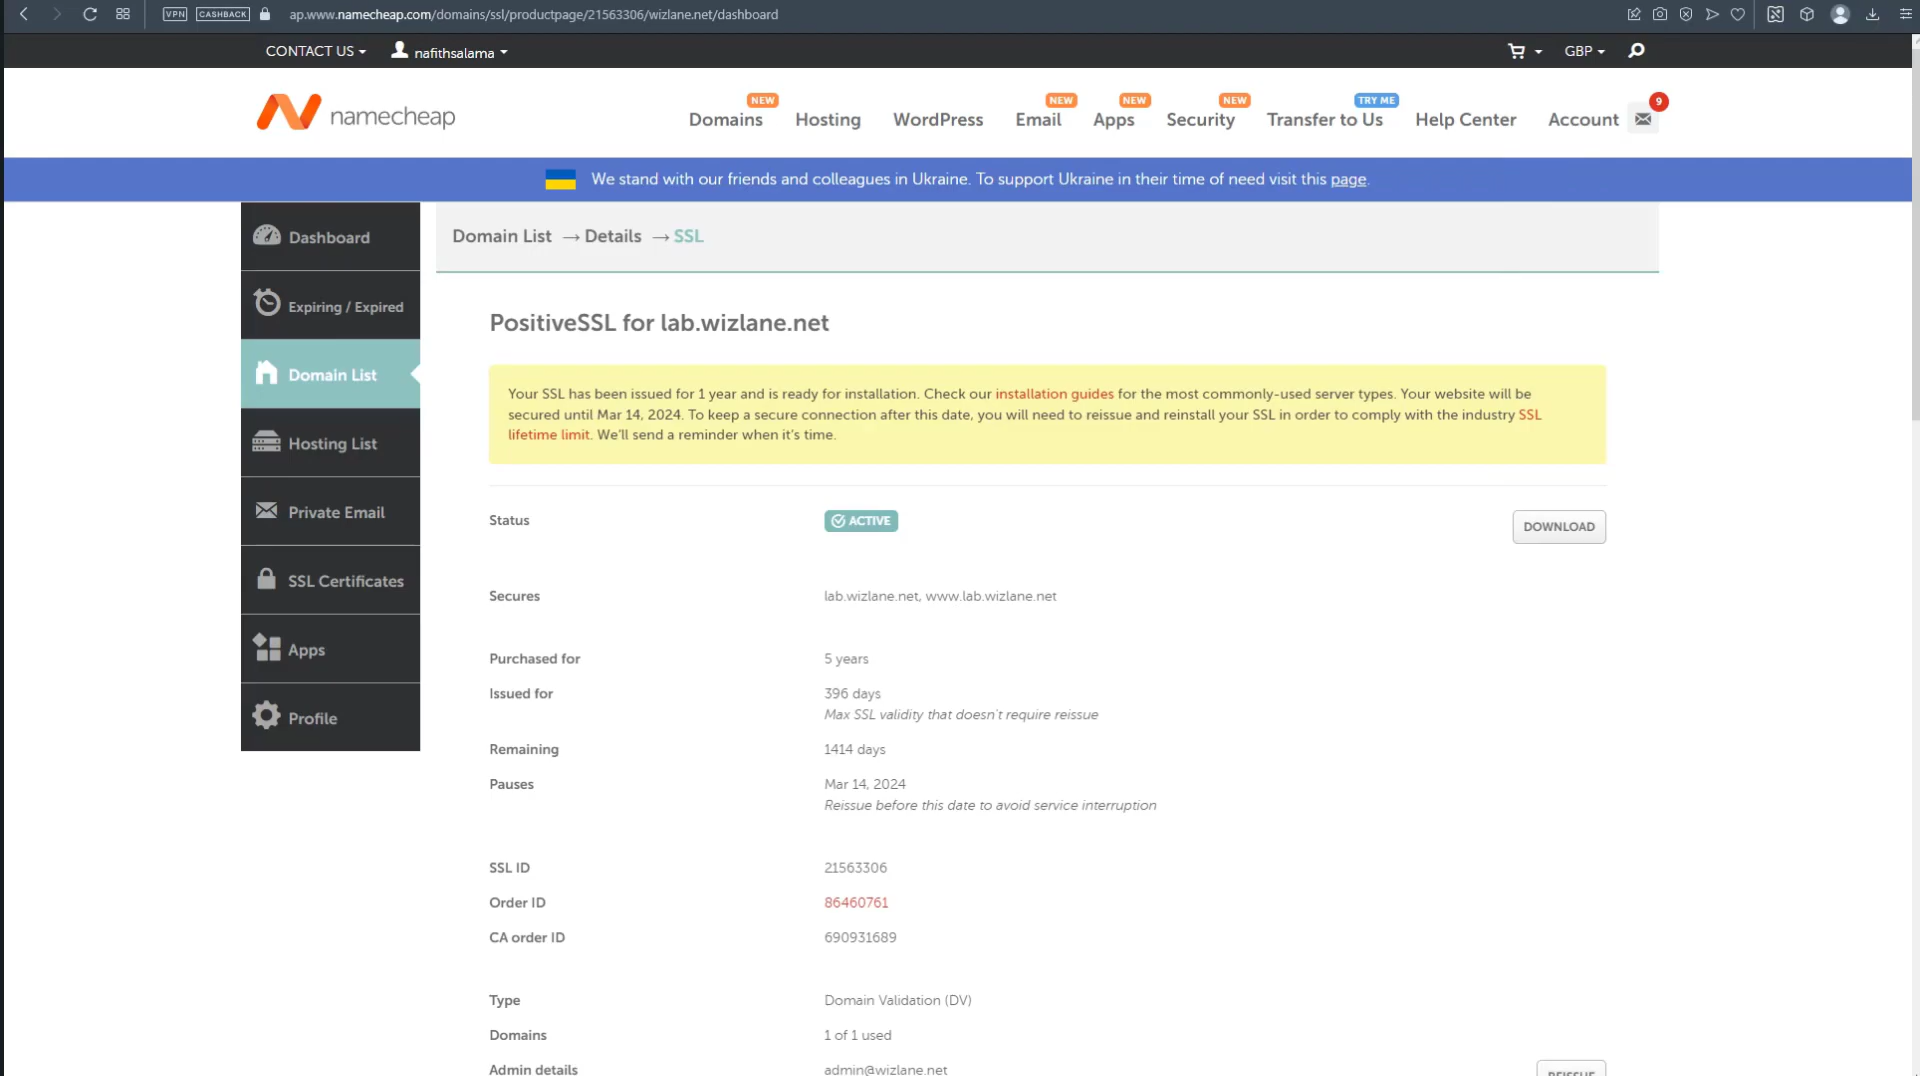 VPN CASHBACK ap.www.namecheap.com/domains/ssl/productpage/21563306/wizlane.net/dashboard
CONTACT US nafithsalama GBP
namecheap
NEW NEW NEW NEW TRY ME 9
Domains Hosting WordPress Email Apps Security Transfer to Us Help Center Account
We stand with our friends and colleagues in Ukraine. To support Ukraine in their time of need visit this page.
Dashboard
Expiring / Expired
Domain List
Hosting List
Private Email
SSL Certificates
Apps
Profile
Domain List → Details → SSL
PositiveSSL for lab.wizlane.net
Your SSL has been issued for 1 year and is ready for installation. Check our installation guides for the most commonly-used server types. Your website will be
secured until Mar 14, 2024. To keep a secure connection after this date, you will need to reissue and reinstall your SSL in order to comply with the industry SSL
lifetime limit. We'll send a reminder when it's time.
Status ACTIVE DOWNLOAD
Secures lab.wizlane.net, www.lab.wizlane.net
Purchased for 5 years
Issued for 396 days
Max SSL validity that doesn't require reissue
Remaining 1414 days
Pauses Mar 14, 2024
Reissue before this date to avoid service interruption
SSL ID 21563306
Order ID 86460761
CA order ID 690931689
Type Domain Validation (DV)
Domains 1 of 1 used
Admin details admin@wizlane.net REISSUE